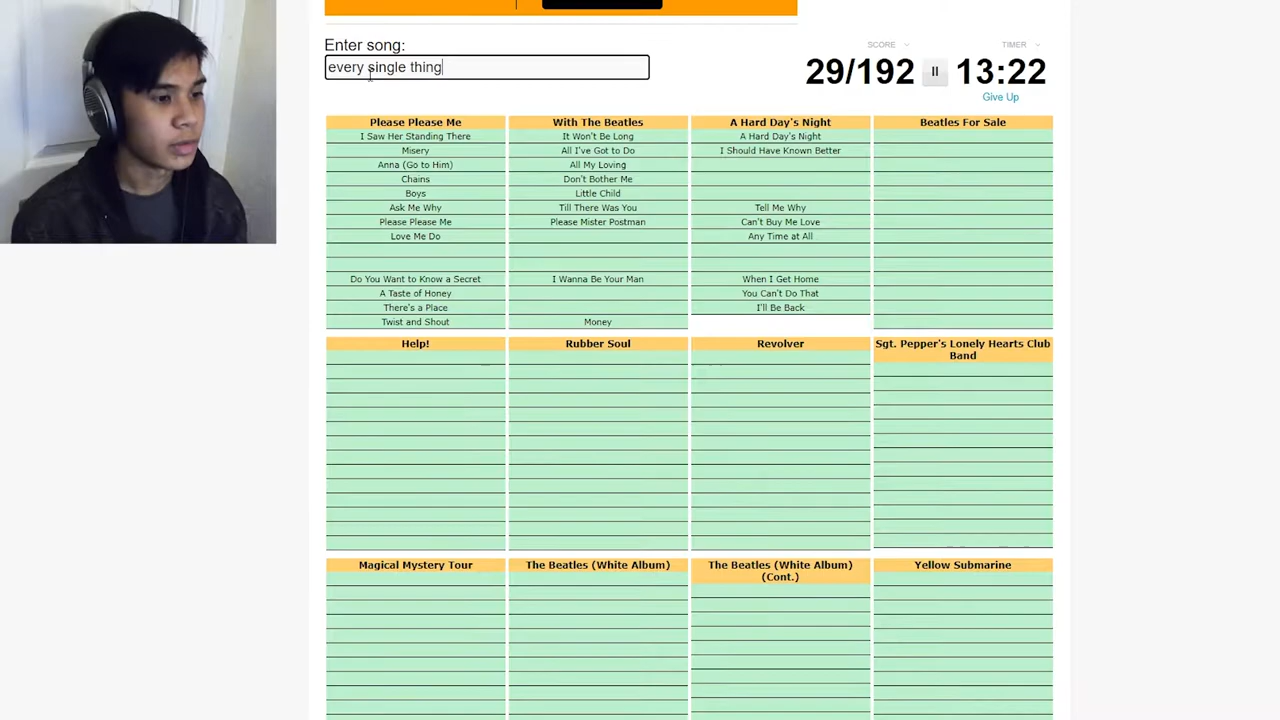 Enter song:
every single thing
SCORE
TIMER
29/192
13:22
Give Up
Please Please Me
I Saw Her Standing There
Misery
Anna (Go to Him)
Chains
Boys
Ask Me Why
Please Please Me
Love Me Do
Do You Want to Know a Secret
A Taste of Honey
There's a Place
Twist and Shout
With The Beatles
It Won't Be Long
All I've Got to Do
All My Loving
Don't Bother Me
Little Child
Till There Was You
Please Mister Postman
I Wanna Be Your Man
Money
A Hard Day's Night
A Hard Day's Night
I Should Have Known Better
Tell Me Why
Can't Buy Me Love
Any Time at All
When I Get Home
You Can't Do That
I'll Be Back
Beatles For Sale
Help!
Rubber Soul
Revolver
Sgt. Pepper's Lonely Hearts Club
Band
Magical Mystery Tour
The Beatles (White Album)
The Beatles (White Album)
(Cont.)
Yellow Submarine